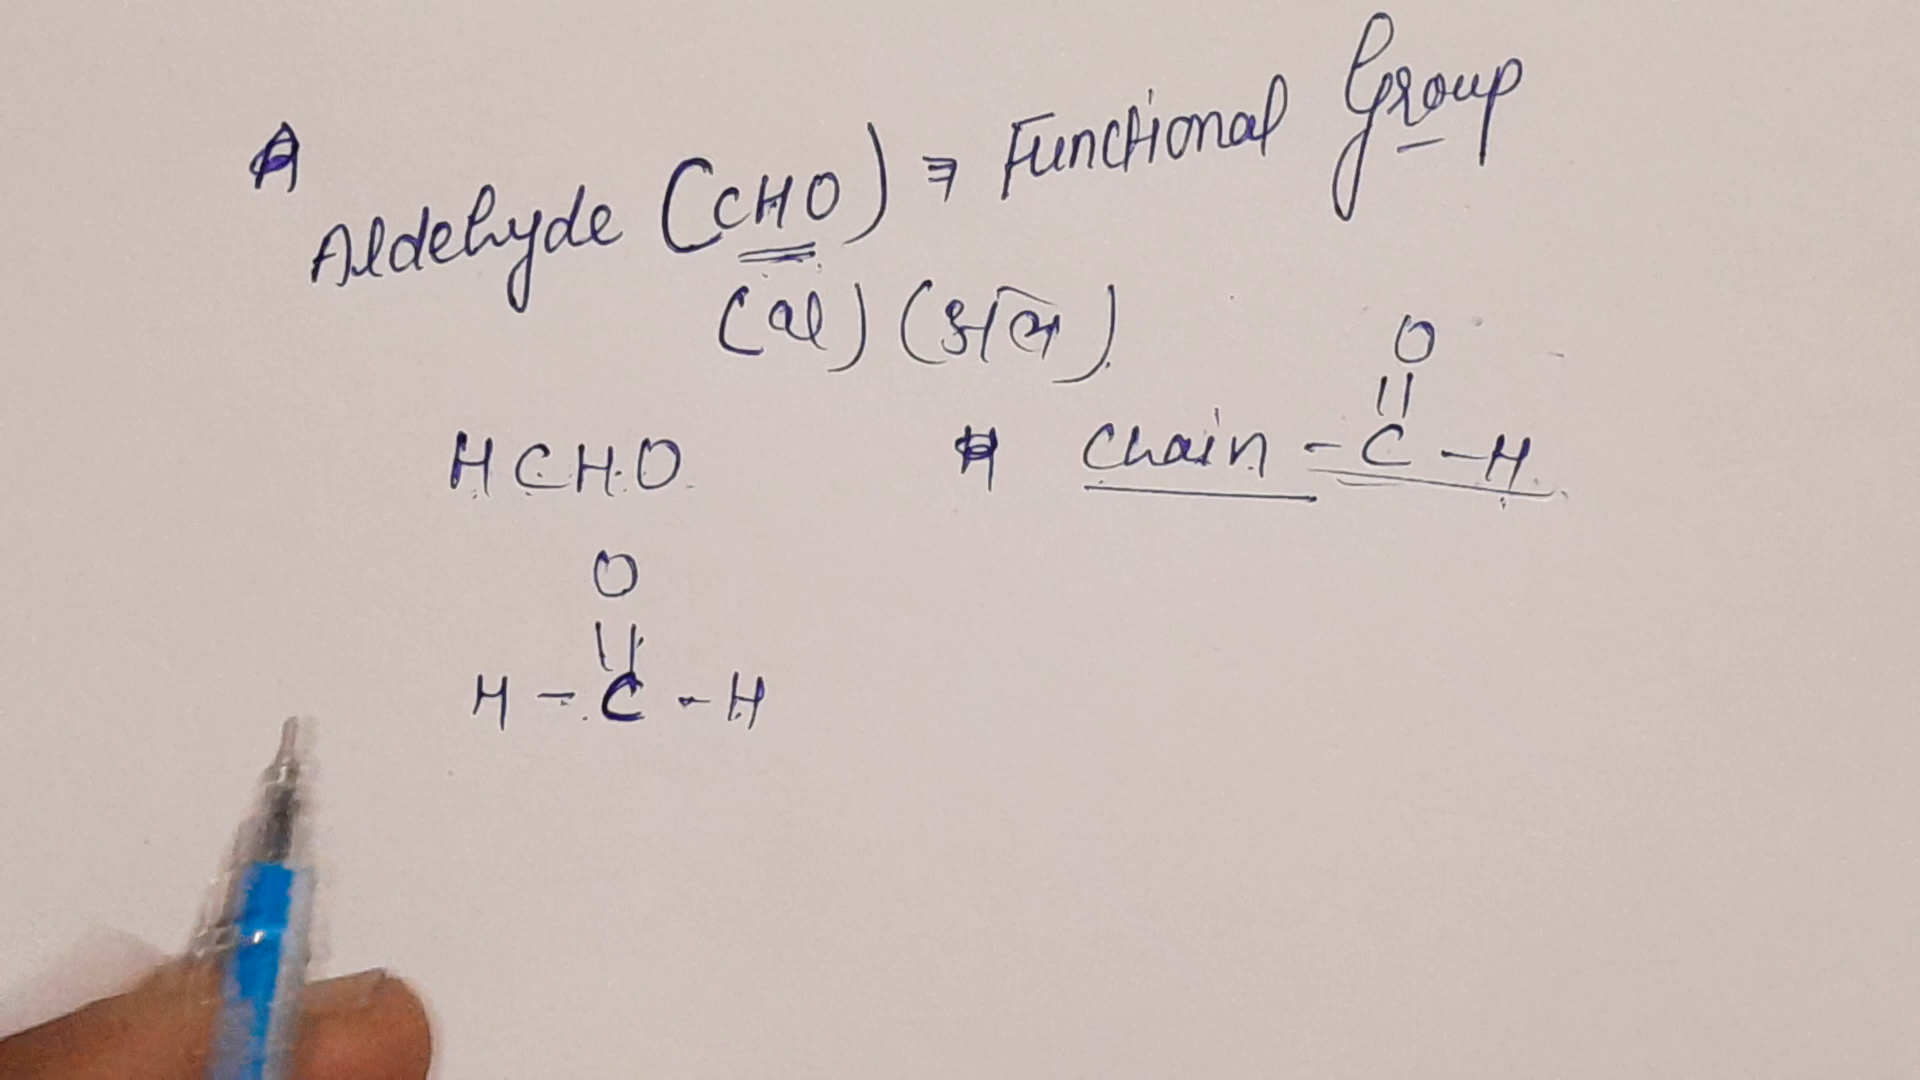 Aldehyde (CHO) ⇒ Functional Group
(al) (अल)
HCHO
O
||
H - C - H
O
||
Chain - C - H